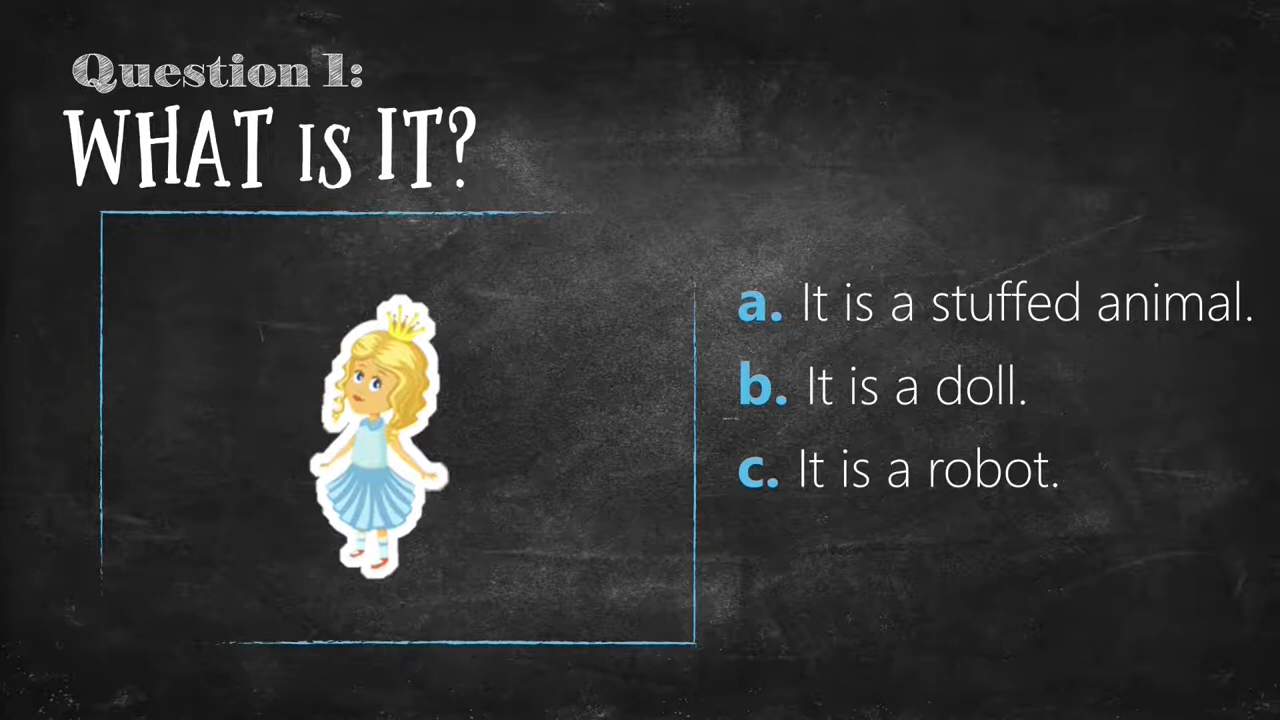 Question 1:
WHAT IS IT?
a. It is a stuffed animal.
b. It is a doll.
c. It is a robot.